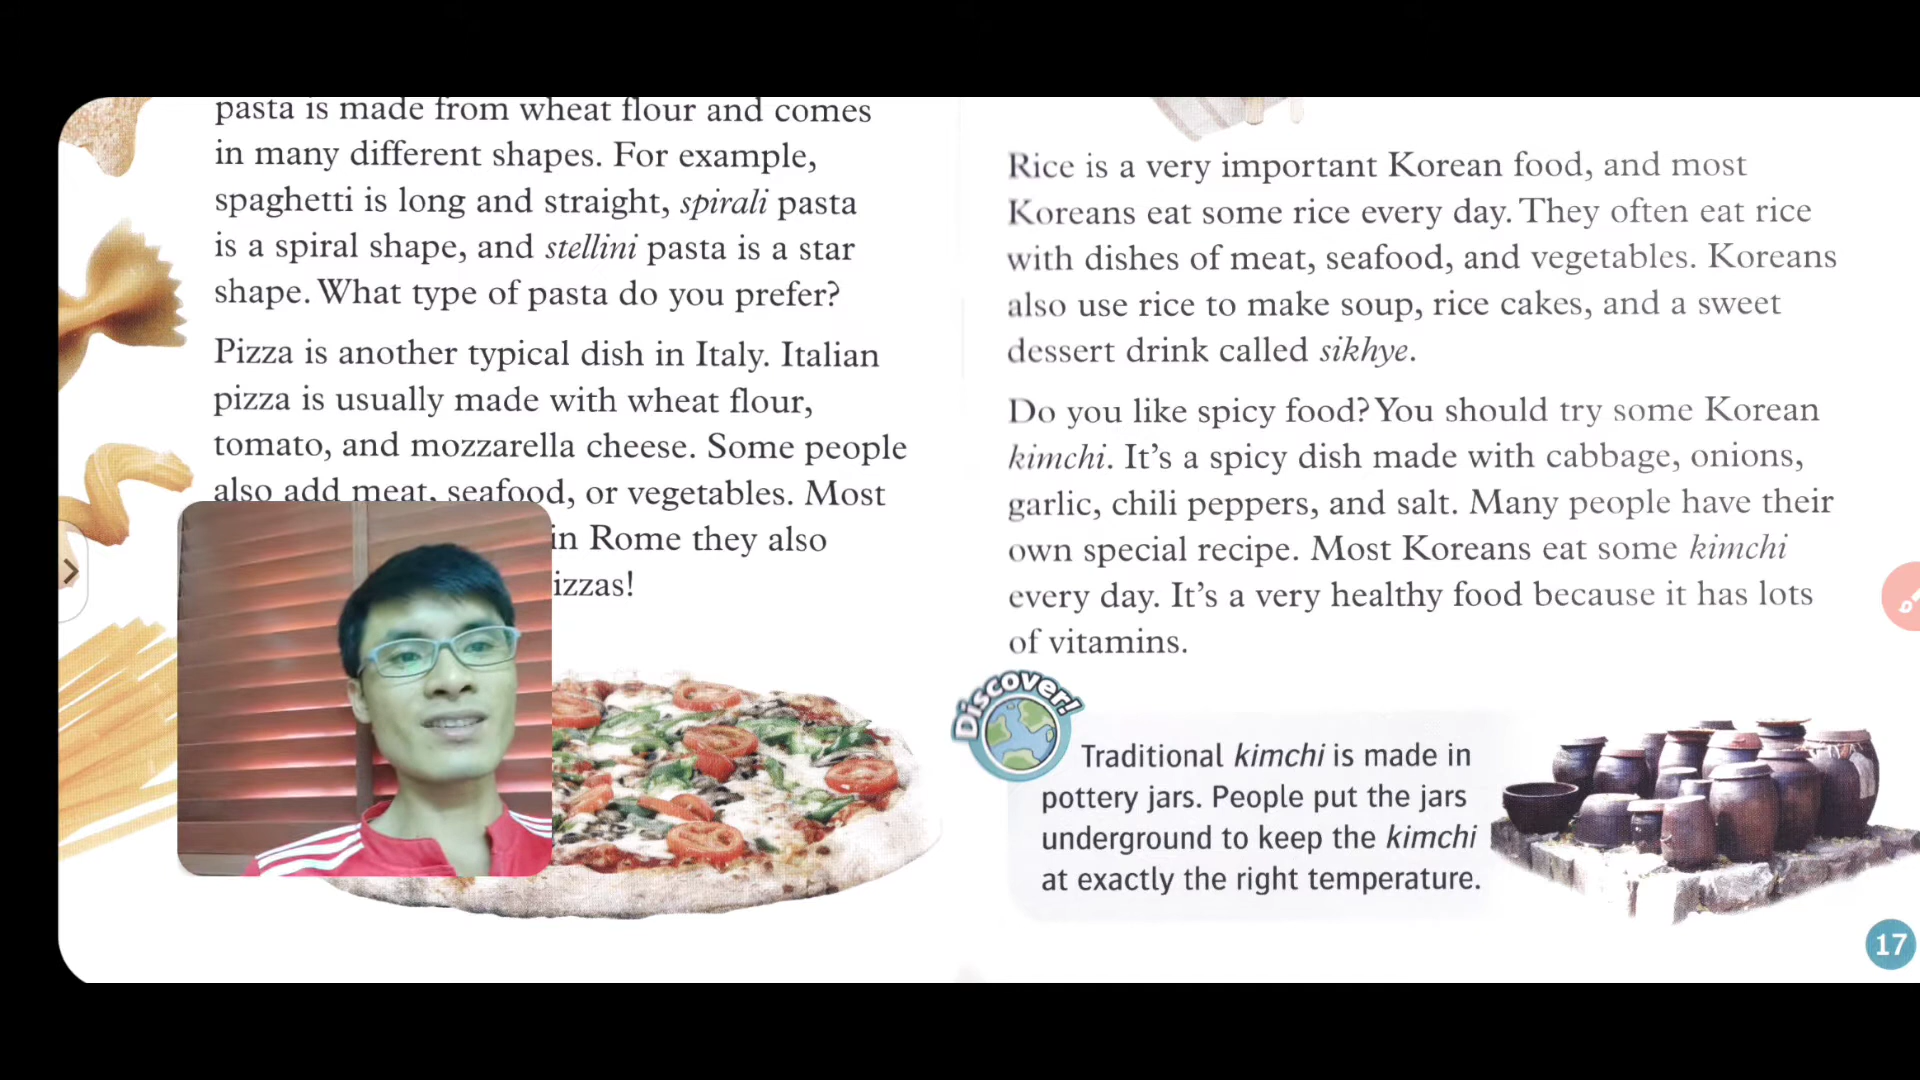 pasta is made from wheat flour and comes
in many different shapes. For example,
spaghetti is long and straight, spirali pasta
is a spiral shape, and stellini pasta is a star
shape. What type of pasta do you prefer?
Pizza is another typical dish in Italy. Italian
pizza is usually made with wheat flour,
tomato, and mozzarella cheese. Some people
also add meat, seafood, or vegetables. Most
in Rome they also
izzas!
Rice is a very important Korean food, and most
Koreans eat some rice every day. They often eat rice
with dishes of meat, seafood, and vegetables. Koreans
also use rice to make soup, rice cakes, and a sweet
dessert drink called sikhye.
Do you like spicy food? You should try some Korean
kimchi. It's a spicy dish made with cabbage, onions,
garlic, chili peppers, and salt. Many people have their
own special recipe. Most Koreans eat some kimchi
every day. It's a very healthy food because it has lots
of vitamins.
Discover!
Traditional kimchi is made in
pottery jars. People put the jars
underground to keep the kimchi
at exactly the right temperature.
17